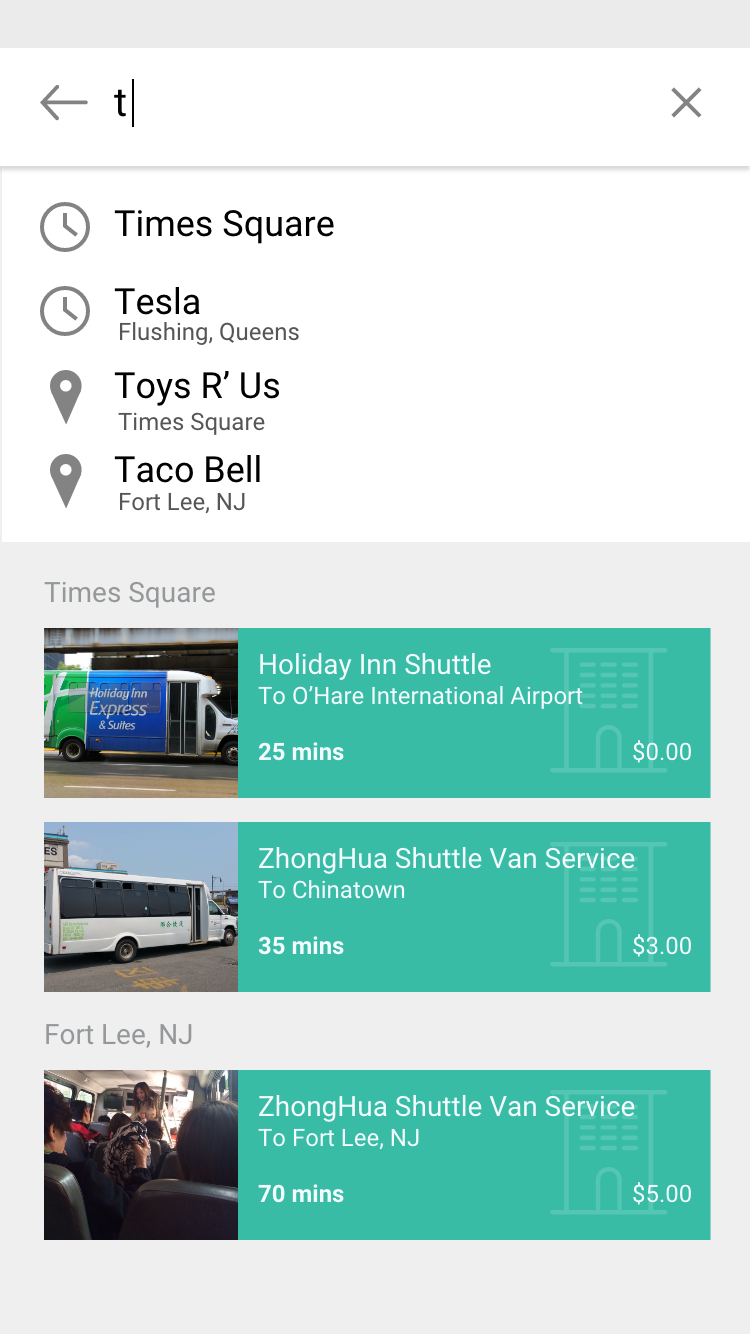 t
Times Square
Tesla
Flushing, Queens
Toys R’ Us
Times Square
Taco Bell
Fort Lee, NJ
Times Square
Holiday Inn
Express
& Suites
Holiday Inn Shuttle
To O’Hare International Airport
25 mins
$0.00
ES
ZhongHua Shuttle Van Service
To Chinatown
35 mins
$3.00
Fort Lee, NJ
ZhongHua Shuttle Van Service
To Fort Lee, NJ
70 mins
$5.00